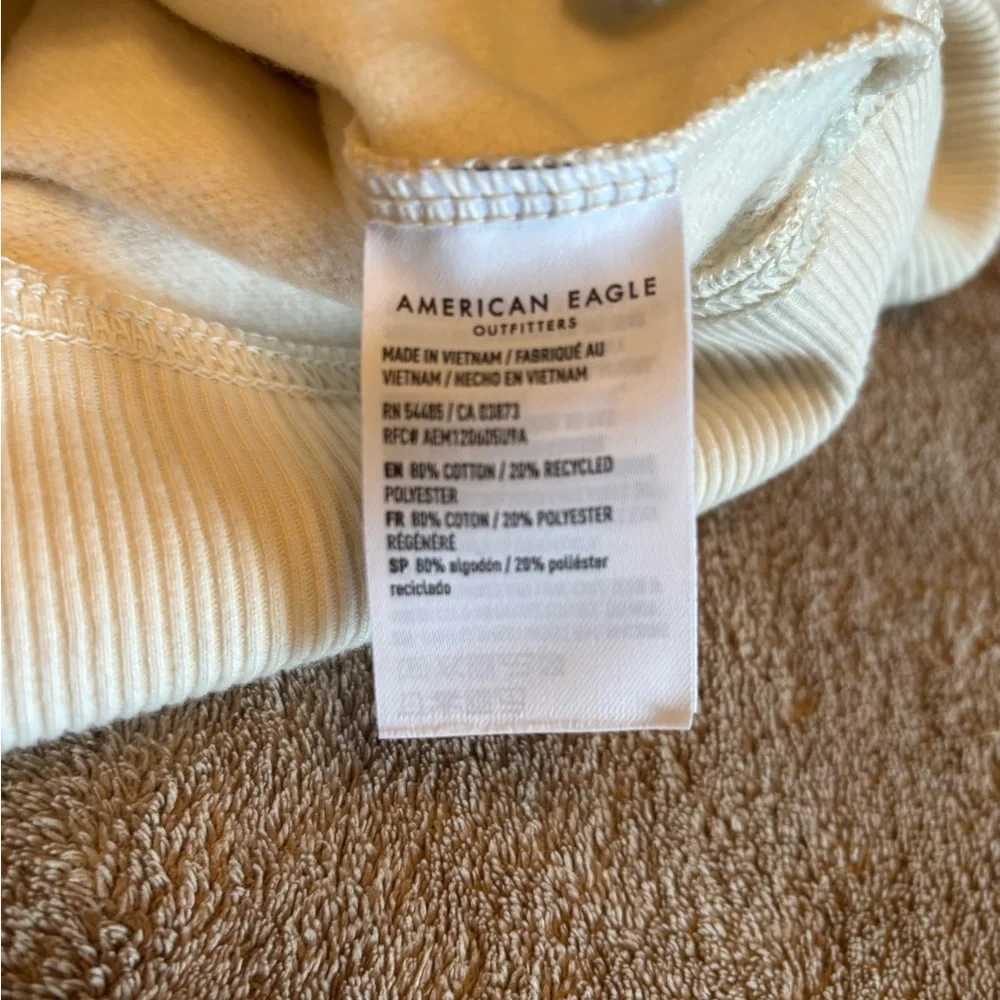 AMERICAN EAGLE
OUTFITTERS
MADE IN VIETNAM / FABRIQUÉ AU
VIETNAM / HECHO EN VIETNAM
RN 54485 / CA 03873
RFC# AEM120605U9A
EN 80% COTTON / 20% RECYCLED
POLYESTER
FR 80% COTON / 20% POLYESTER
RÉGÉNÉRÉ
SP 80% algodón / 20% poliéster
reciclado